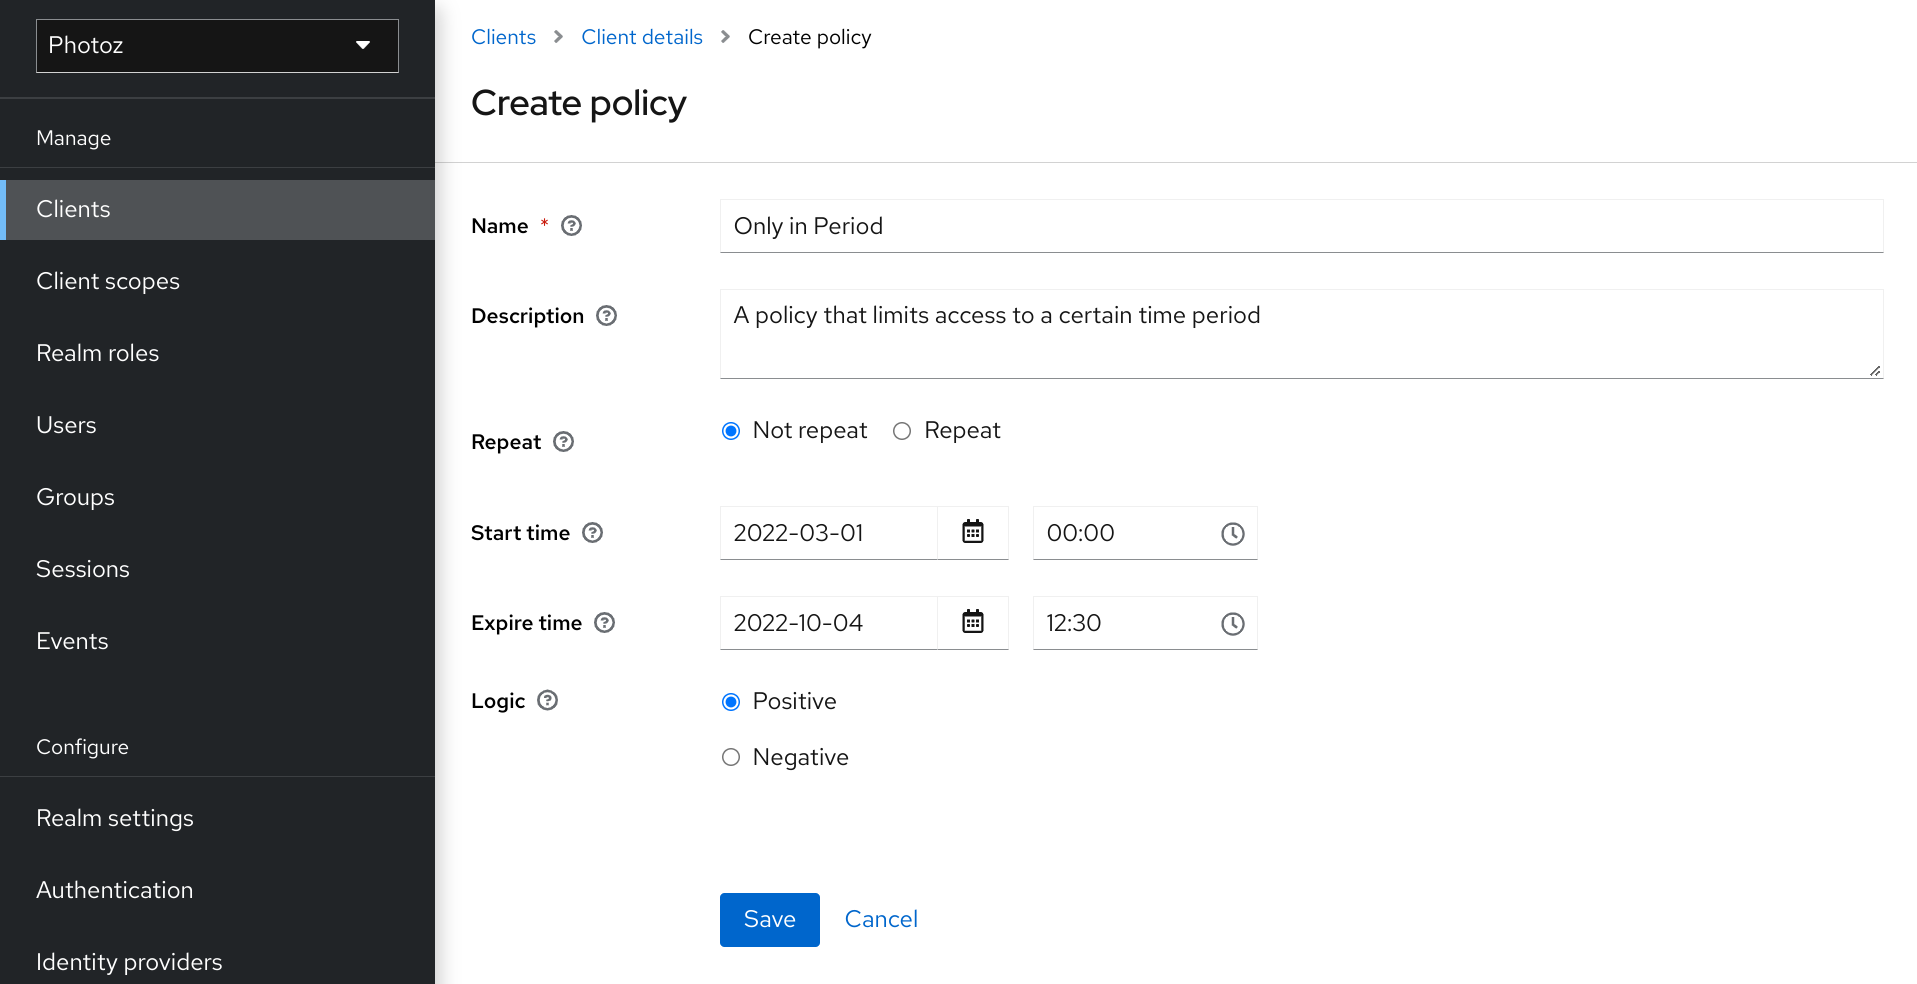 Photoz
Manage
Clients
Client scopes
Realm roles
Users
Groups
Sessions
Events
Configure
Realm settings
Authentication
Identity providers
Clients > Client details > Create policy
Create policy
Name * Only in Period
Description A policy that limits access to a certain time period
Repeat Not repeat Repeat
Start time 2022-03-01 00:00
Expire time 2022-10-04 12:30
Logic Positive
Negative
Save Cancel